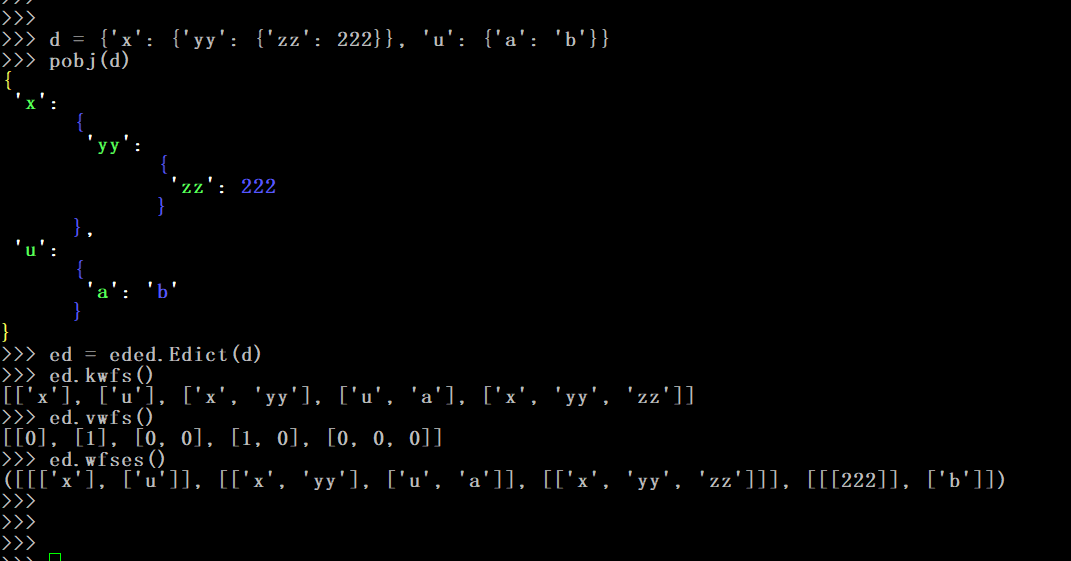 >>>
>>>
>>> d = {'x': {'yy': {'zz': 222}}, 'u': {'a': 'b'}}
>>> pobj(d)
{
 'x':
      {
       'yy':
             {
              'zz': 222
             }
      },
 'u':
      {
       'a': 'b'
      }
}
>>> ed = eded.Edict(d)
>>> ed.kwfs()
[['x'], ['u'], ['x', 'yy'], ['u', 'a'], ['x', 'yy', 'zz']]
>>> ed.vwfs()
[[0], [1], [0, 0], [1, 0], [0, 0, 0]]
>>> ed.wfses()
([[['x'], ['u']], [['x', 'yy'], ['u', 'a']], [['x', 'yy', 'zz']]], [[[222]], ['b']])
>>>
>>>
>>>
>>>